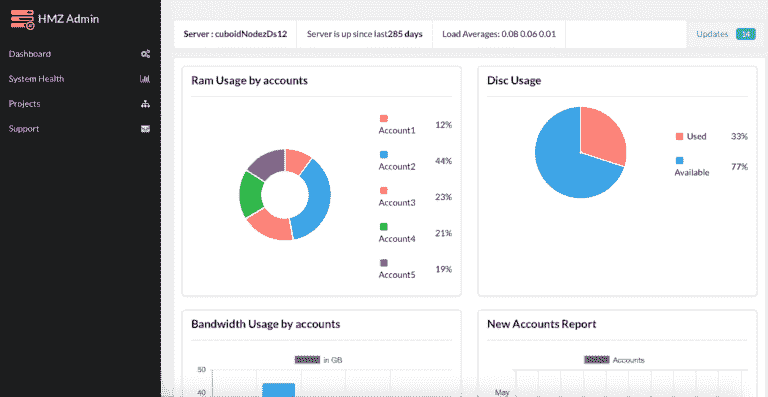 HMZ Admin
Dashboard
System Health
Projects
Support
Server : cuboidNodezDs12
Server is up since last285 days
Load Averages: 0.08 0.06 0.01
Updates 14
Ram Usage by accounts
Account1 12%
Account2 44%
Account3 23%
Account4 21%
Account5 19%
Disc Usage
Used 33%
Available 77%
Bandwidth Usage by accounts
in GB
50
40
New Accounts Report
Accounts
May